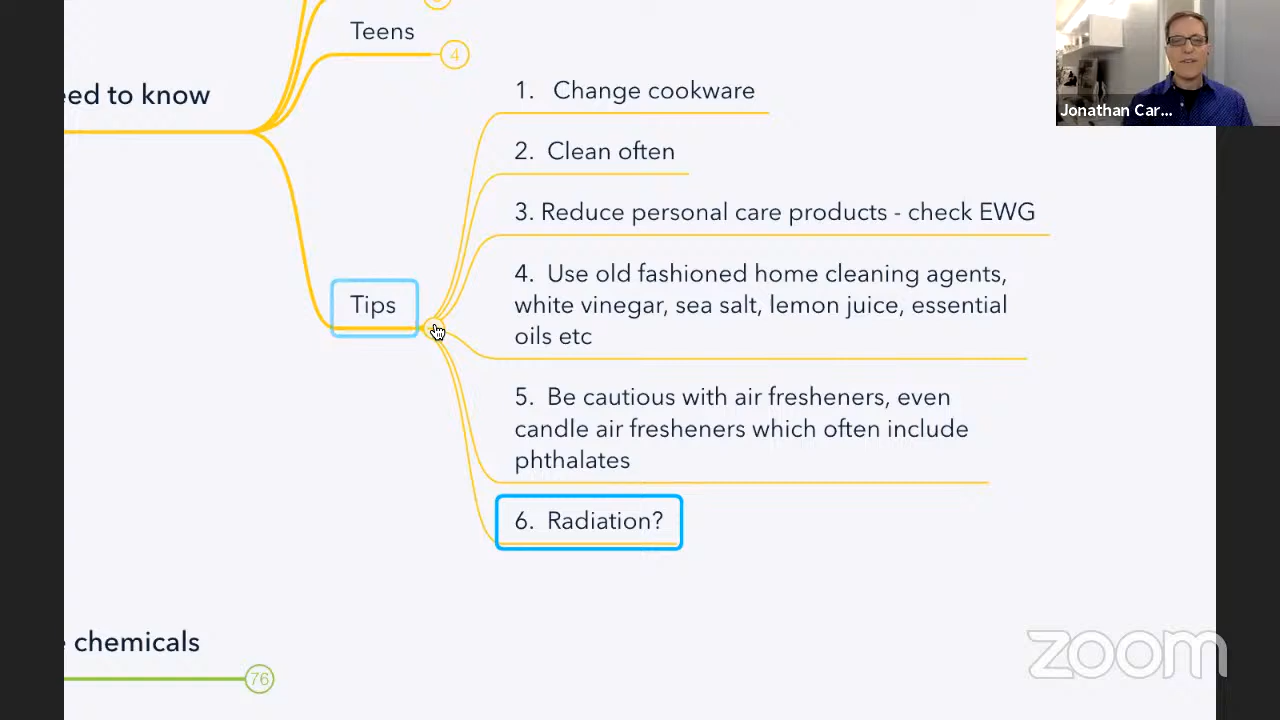 Teens
4
eed to know
1. Change cookware
2. Clean often
3. Reduce personal care products - check EWG
4. Use old fashioned home cleaning agents,
white vinegar, sea salt, lemon juice, essential
oils etc
Tips
5. Be cautious with air fresheners, even
candle air fresheners which often include
phthalates
6. Radiation?
chemicals
76
Jonathan Car...
zoom